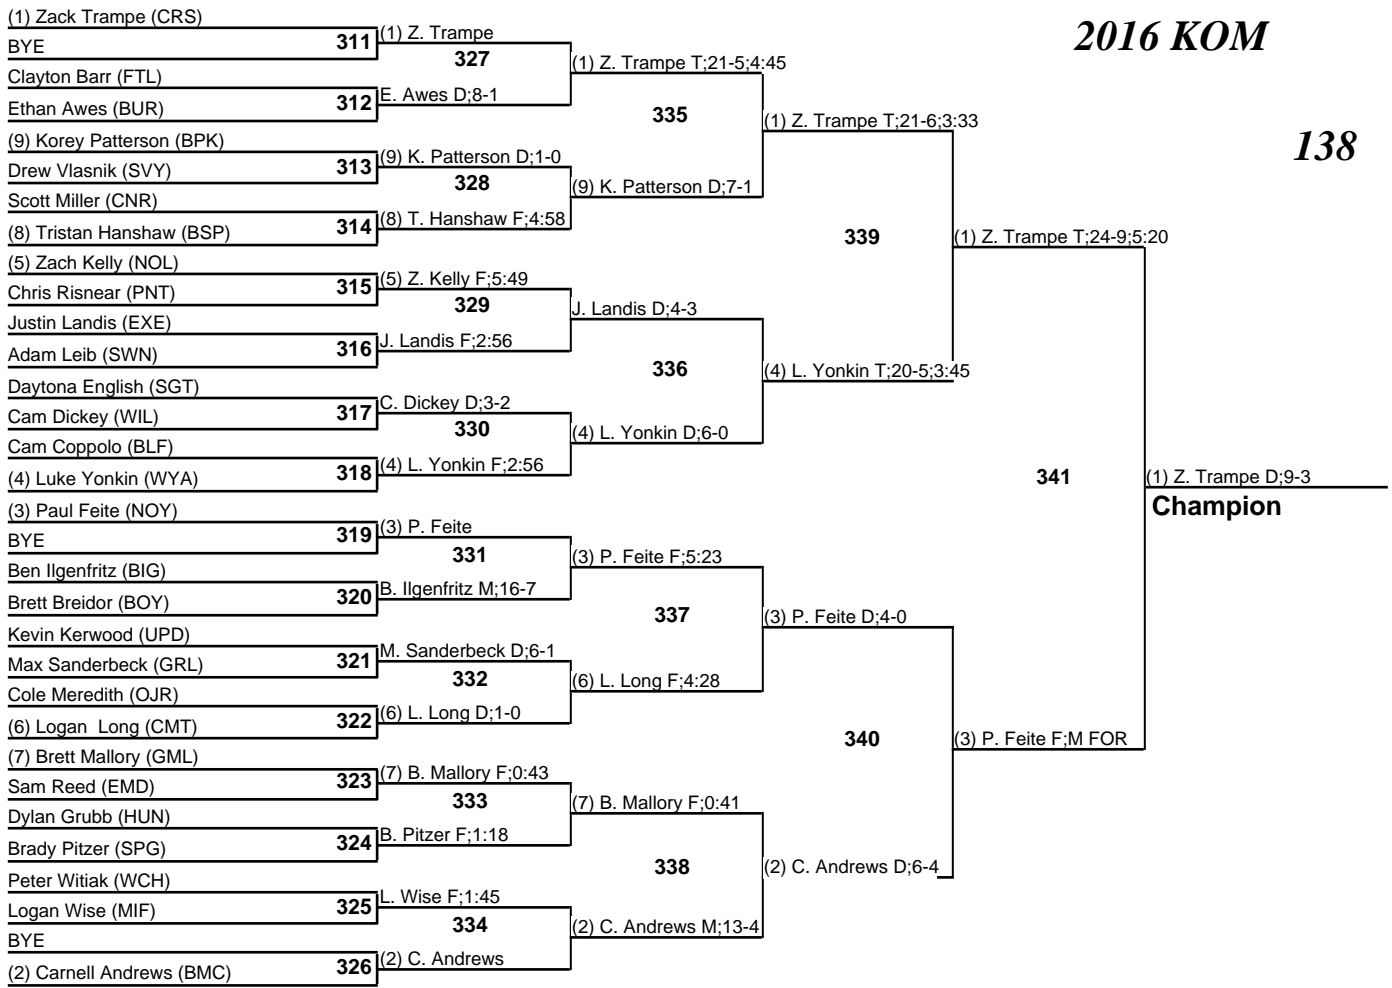 2016 KOM
138
(1) Zack Trampe (CRS)
BYE
Clayton Barr (FTL)
Ethan Awes (BUR)
(9) Korey Patterson (BPK)
Drew Vlasnik (SVY)
Scott Miller (CNR)
(8) Tristan Hanshaw (BSP)
(5) Zach Kelly (NOL)
Chris Risnear (PNT)
Justin Landis (EXE)
Adam Leib (SWN)
Daytona English (SGT)
Cam Dickey (WIL)
Cam Coppolo (BLF)
(4) Luke Yonkin (WYA)
(3) Paul Feite (NOY)
BYE
Ben Ilgenfritz (BIG)
Brett Breidor (BOY)
Kevin Kerwood (UPD)
Max Sanderbeck (GRL)
Cole Meredith (OJR)
(6) Logan  Long (CMT)
(7) Brett Mallory (GML)
Sam Reed (EMD)
Dylan Grubb (HUN)
Brady Pitzer (SPG)
Peter Witiak (WCH)
Logan Wise (MIF)
BYE
(2) Carnell Andrews (BMC)
311
312
313
314
315
316
317
318
319
320
321
322
323
324
325
326
(1) Z. Trampe
327
E. Awes D;8-1
(9) K. Patterson D;1-0
328
(8) T. Hanshaw F;4:58
(5) Z. Kelly F;5:49
329
J. Landis F;2:56
C. Dickey D;3-2
330
(4) L. Yonkin F;2:56
(3) P. Feite
331
B. Ilgenfritz M;16-7
M. Sanderbeck D;6-1
332
(6) L. Long D;1-0
(7) B. Mallory F;0:43
333
B. Pitzer F;1:18
L. Wise F;1:45
334
(2) C. Andrews
(1) Z. Trampe T;21-5;4:45
335
(9) K. Patterson D;7-1
J. Landis D;4-3
336
(4) L. Yonkin D;6-0
(3) P. Feite F;5:23
337
(6) L. Long F;4:28
(7) B. Mallory F;0:41
338
(2) C. Andrews M;13-4
(1) Z. Trampe T;21-6;3:33
339
(4) L. Yonkin T;20-5;3:45
(3) P. Feite D;4-0
340
(2) C. Andrews D;6-4
(1) Z. Trampe T;24-9;5:20
341
(3) P. Feite F;M FOR
(1) Z. Trampe D;9-3
Champion